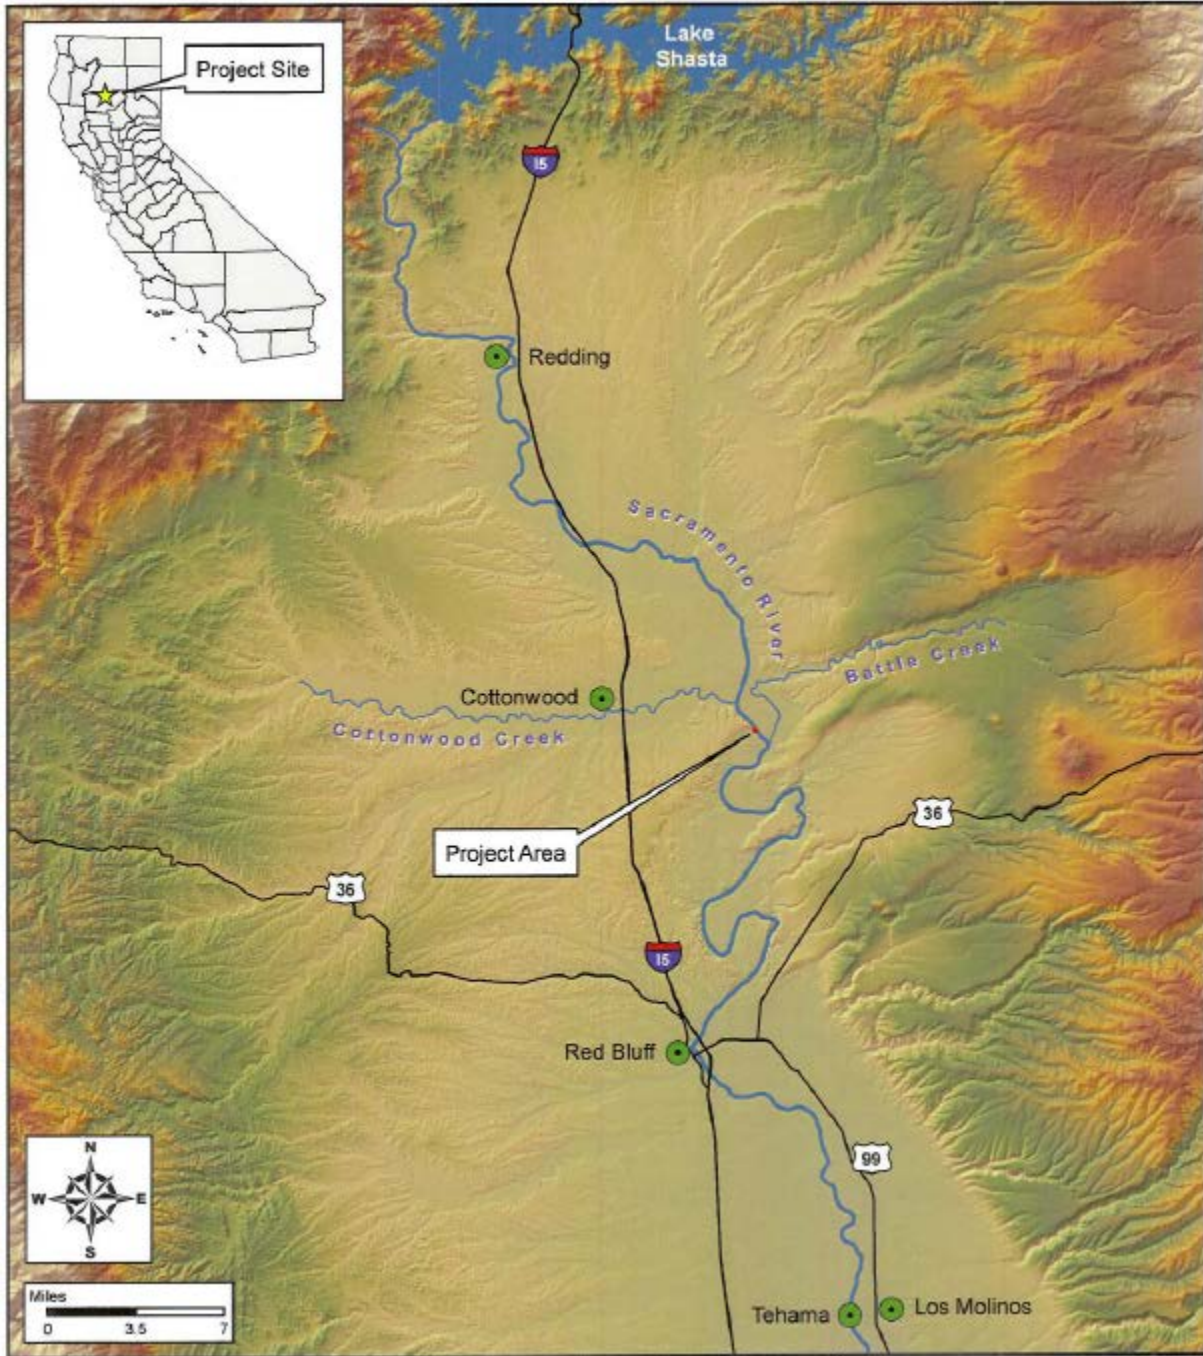 Lake
Shasta
Project Site
15
Redding
Sacramento River
Battle Creek
Cottonwood
Cottonwood Creek
36
Project Area
36
15
Red Bluff
99
N
W E
S
Miles
0 3.5 7
Tehama
Los Molinos